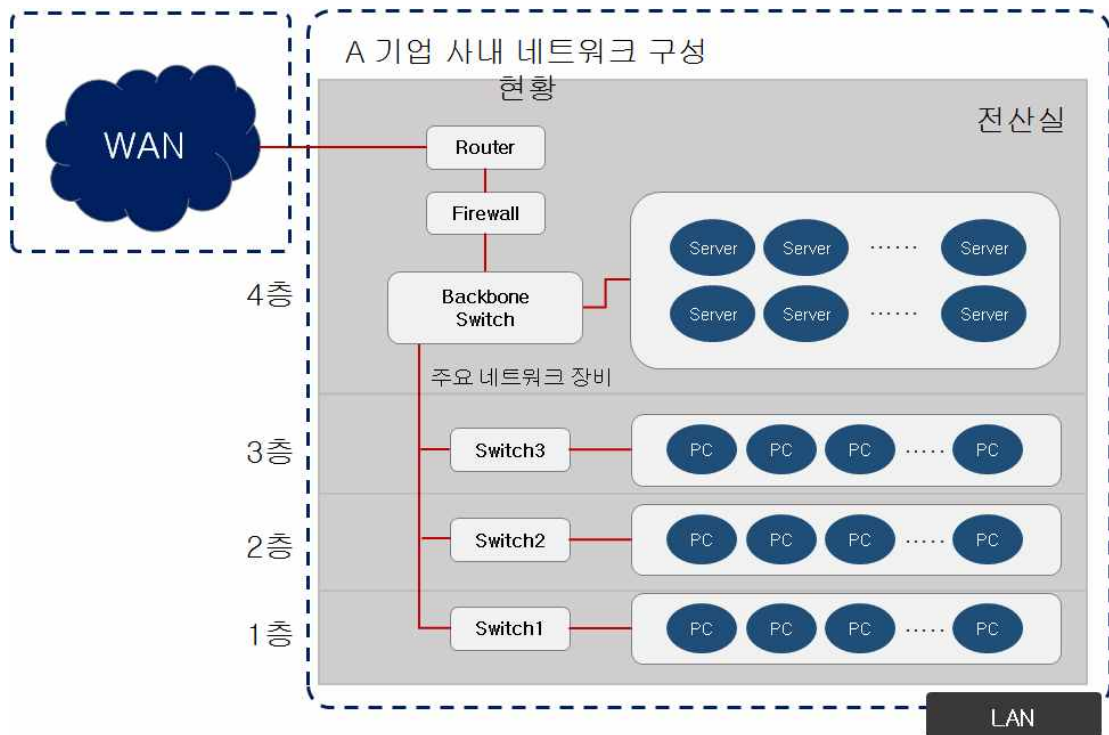 A 기업 사내 네트워크 구성
현황
전산실
WAN
Router
Firewall
Server Server ...... Server
4층
Backbone
Switch
Server Server ...... Server
주요 네트워크 장비
3층
Switch3
PC PC PC ..... PC
2층
Switch2
PC PC PC ..... PC
1층
Switch1
PC PC PC ..... PC
LAN